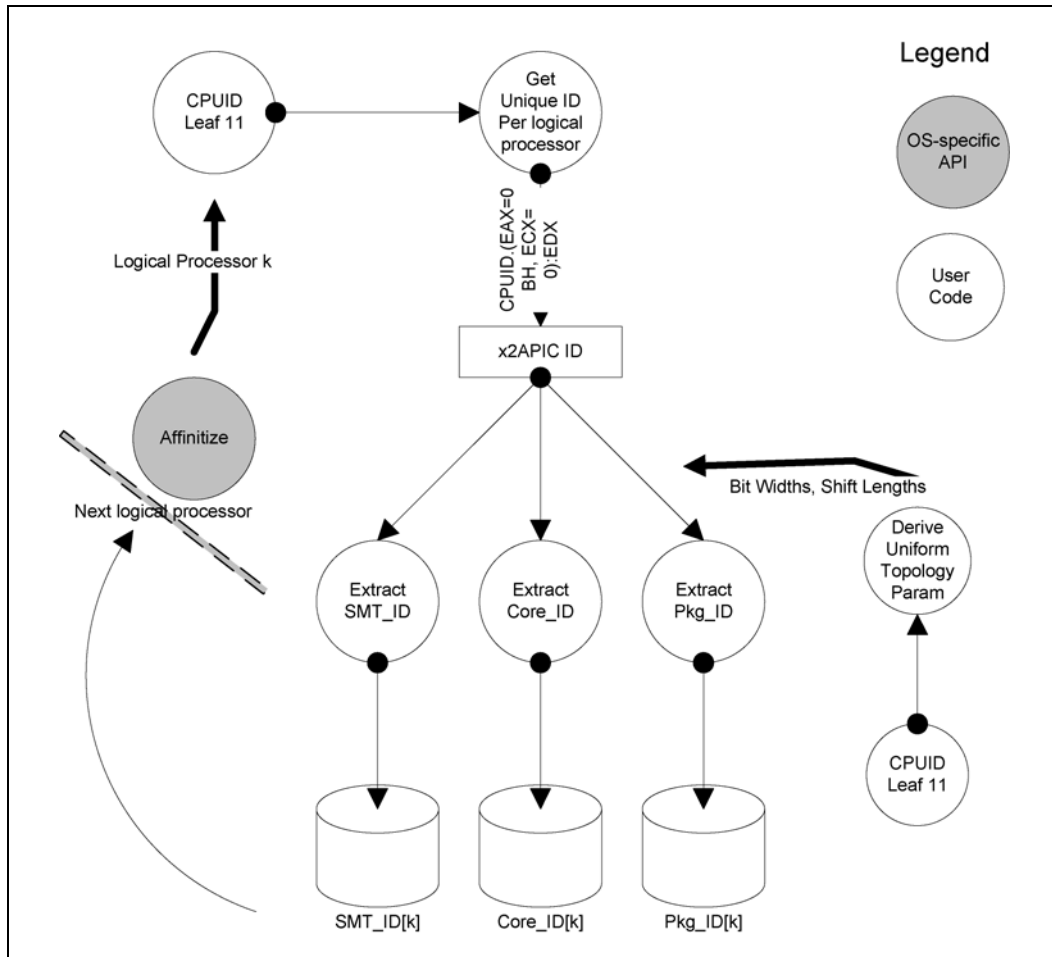 Legend
CPUID
Leaf 11
Get
Unique ID
Per logical
processor
OS-specific
API
User
Code
Logical Processor k
CPUID.(EAX=0
BH, ECX=
0):EDX
x2APIC ID
Affinitize
Next logical processor
Bit Widths, Shift Lengths
Derive
Uniform
Topology
Param
Extract
SMT_ID
Extract
Core_ID
Extract
Pkg_ID
CPUID
Leaf 11
SMT_ID[k]
Core_ID[k]
Pkg_ID[k]